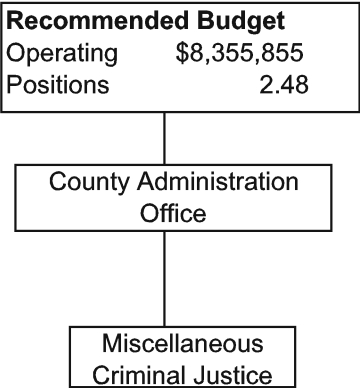 Recommended Budget
Operating $8,355,855
Positions 2.48
County Administration
Office
Miscellaneous
Criminal Justice